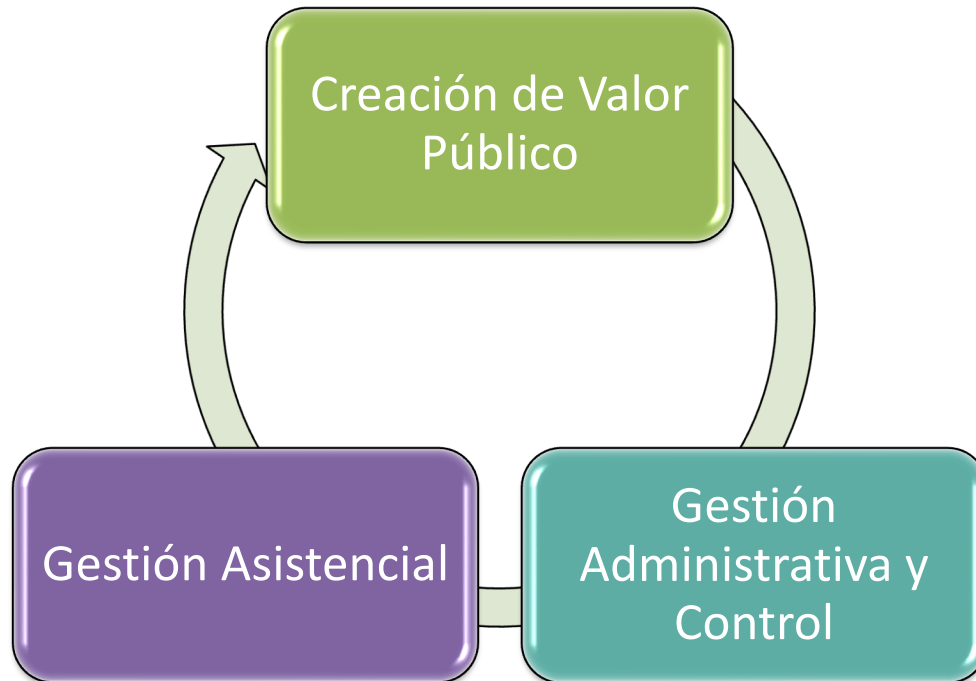 Creación de Valor
Público
Gestión Asistencial
Gestión
Administrativa y
Control